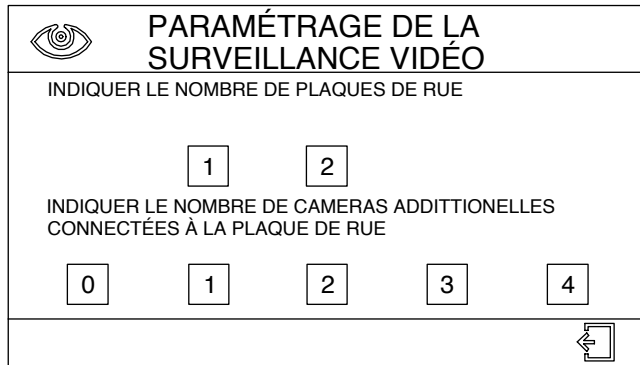 PARAMÉTRAGE DE LA
SURVEILLANCE VIDÉO
INDIQUER LE NOMBRE DE PLAQUES DE RUE
1 2
INDIQUER LE NOMBRE DE CAMERAS ADDITTIONELLES
CONNECTÉES À LA PLAQUE DE RUE
0 1 2 3 4